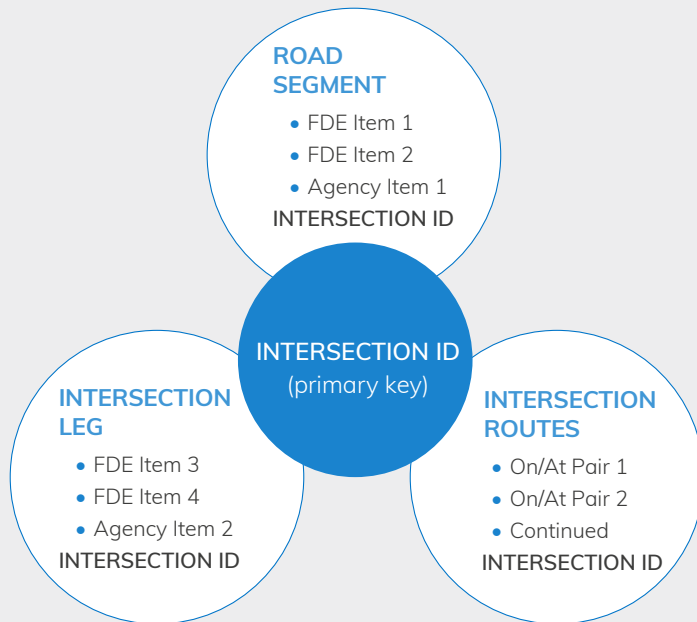 ROAD
SEGMENT
• FDE Item 1
• FDE Item 2
• Agency Item 1
INTERSECTION ID
INTERSECTION ID
(primary key)
INTERSECTION
LEG
• FDE Item 3
• FDE Item 4
• Agency Item 2
INTERSECTION ID
INTERSECTION
ROUTES
• On/At Pair 1
• On/At Pair 2
• Continued
INTERSECTION ID